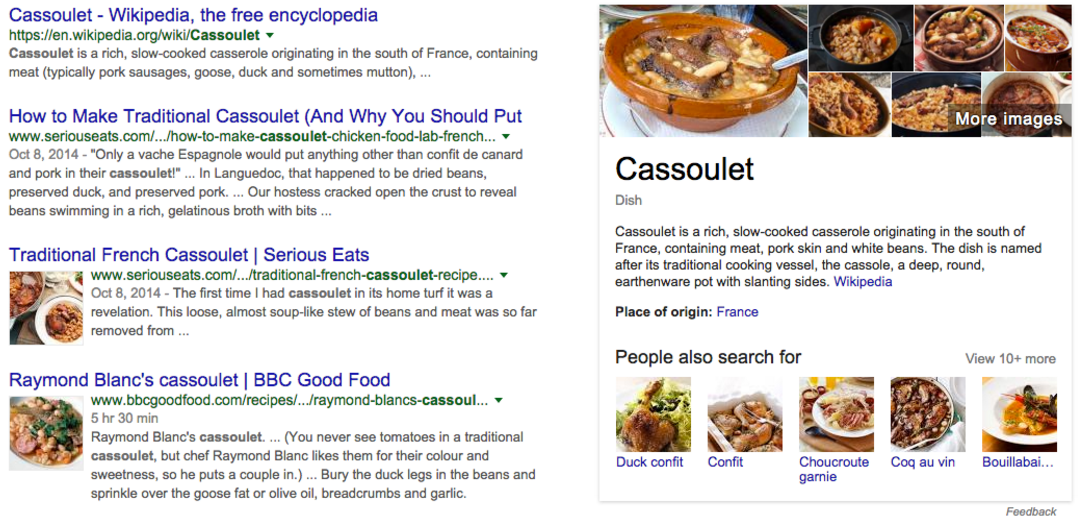 Cassoulet - Wikipedia, the free encyclopedia
https://en.wikipedia.org/wiki/Cassoulet
Cassoulet is a rich, slow-cooked casserole originating in the south of France, containing
meat (typically pork sausages, goose, duck and sometimes mutton), ...
How to Make Traditional Cassoulet (And Why You Should Put
www.seriouseats.com/.../how-to-make-cassoulet-chicken-food-lab-french...
Oct 8, 2014 - "Only a vache Espagnole would put anything other than confit de canard
and pork in their cassoulet!" ... In Languedoc, that happened to be dried beans,
preserved duck, and preserved pork. ... Our hostess cracked open the crust to reveal
beans swimming in a rich, gelatinous broth with bits ...
Traditional French Cassoulet | Serious Eats
www.seriouseats.com/.../traditional-french-cassoulet-recipe....
Oct 8, 2014 - The first time I had cassoulet in its home turf it was a
revelation. This loose, almost soup-like stew of beans and meat was so far
removed from ...
Raymond Blanc's cassoulet | BBC Good Food
www.bbcgoodfood.com/recipes/.../raymond-blancs-cassoul...
5 hr 30 min
Raymond Blanc's cassoulet. ... (You never see tomatoes in a traditional
cassoulet, but chef Raymond Blanc likes them for their colour and
sweetness, so he puts a couple in.) ... Bury the duck legs in the beans and
sprinkle over the goose fat or olive oil, breadcrumbs and garlic.
More images
Cassoulet
Dish
Cassoulet is a rich, slow-cooked casserole originating in the south of
France, containing meat, pork skin and white beans. The dish is named
after its traditional cooking vessel, the cassole, a deep, round,
earthenware pot with slanting sides. Wikipedia
Place of origin: France
People also search for
View 10+ more
Duck confit
Confit
Choucroute
garnie
Coq au vin
Bouillabai...
Feedback